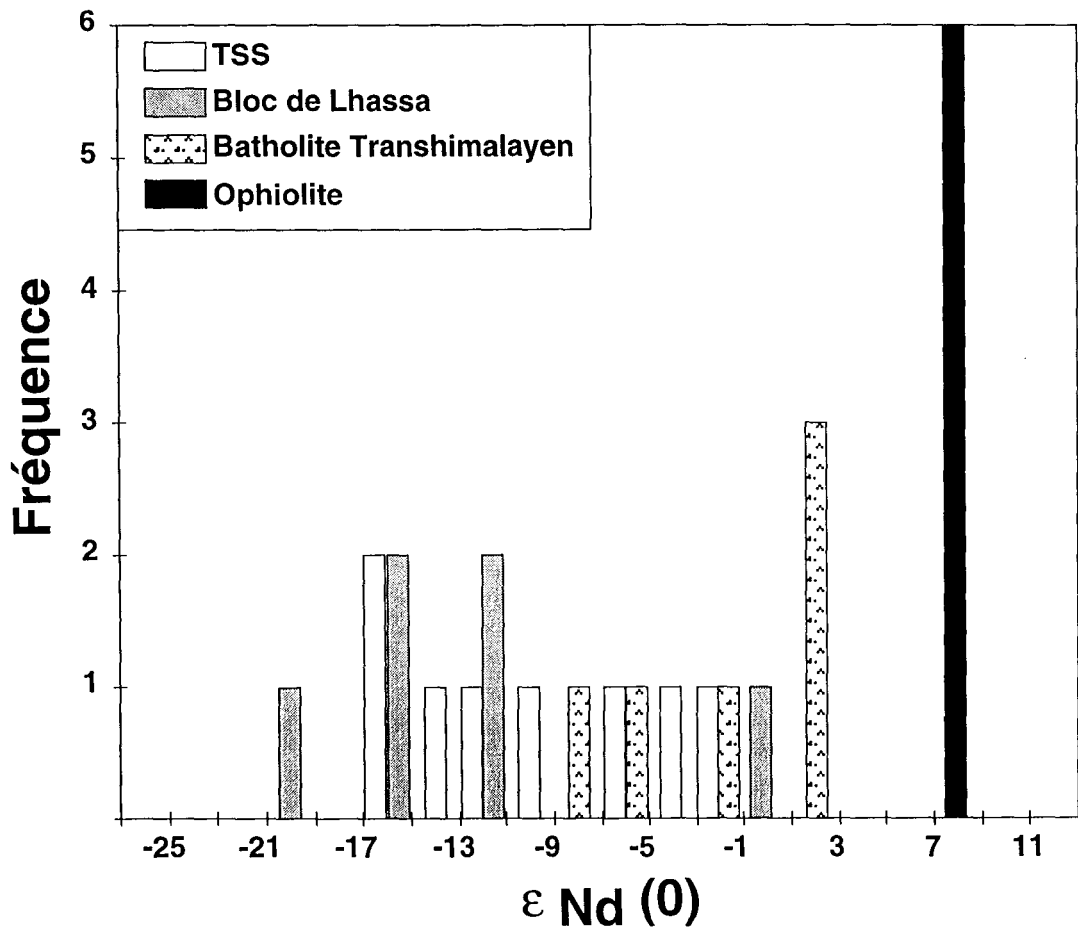 TSS
Bloc de Lhassa
Batholite Transhimalayen
Ophiolite
Fréquence
6
5
4
3
2
1
-25 -21 -17 -13 -9 -5 -1 3 7 11
ε Nd (0)